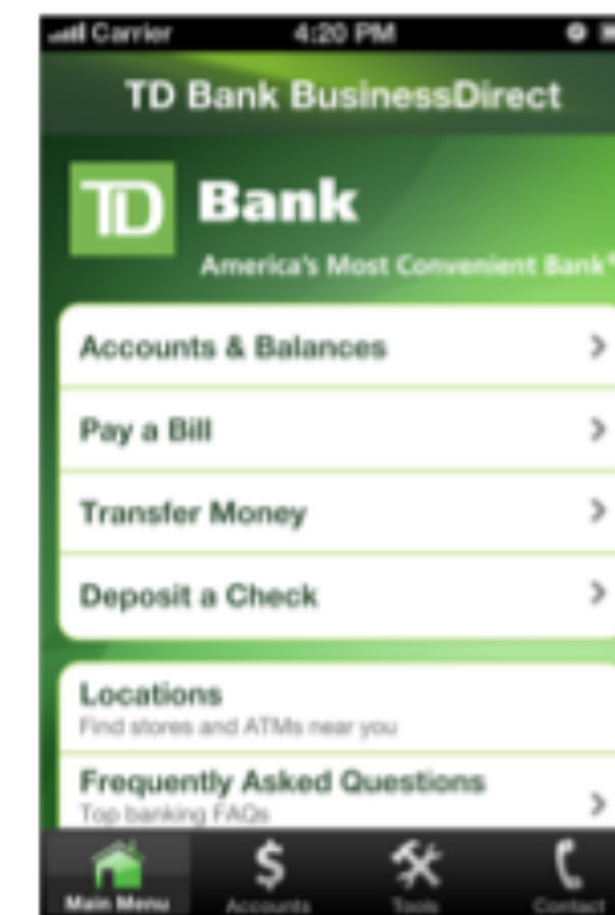 Carrier 4:20 PM
TD Bank BusinessDirect
TD Bank
America's Most Convenient Bank®
Accounts & Balances
Pay a Bill
Transfer Money
Deposit a Check
Locations
Find stores and ATMs near you
Frequently Asked Questions
Top banking FAQs
Main Menu Accounts Tools Contact